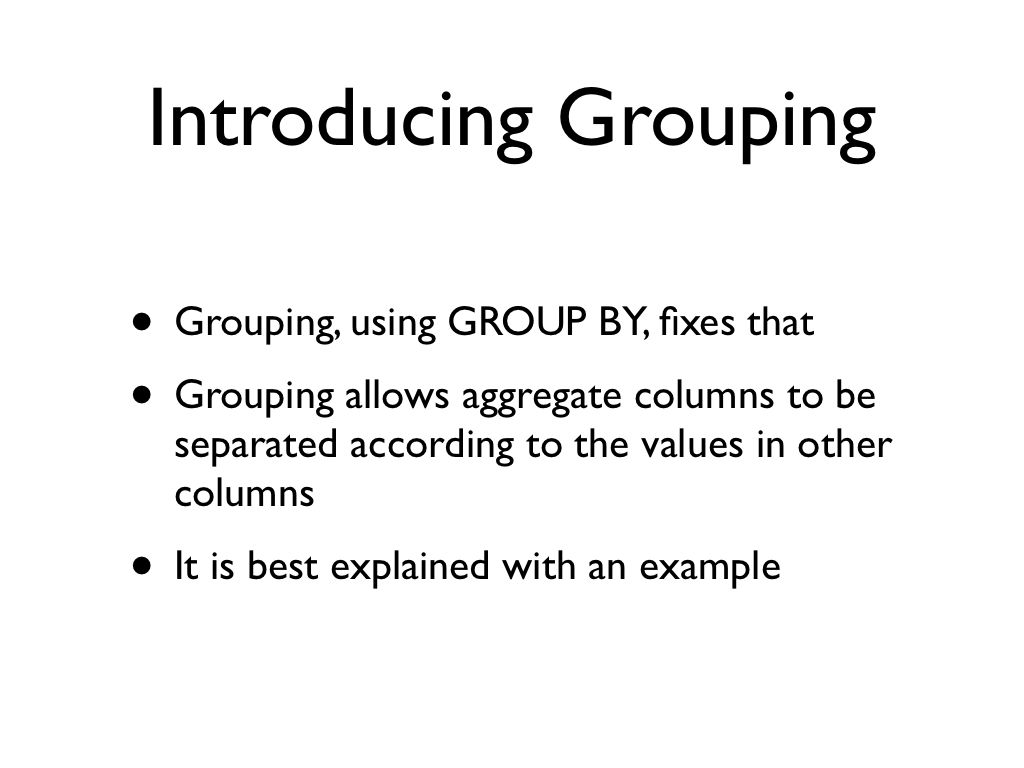 Introducing Grouping
• Grouping, using GROUP BY, fixes that
• Grouping allows aggregate columns to be
separated according to the values in other
columns
• It is best explained with an example